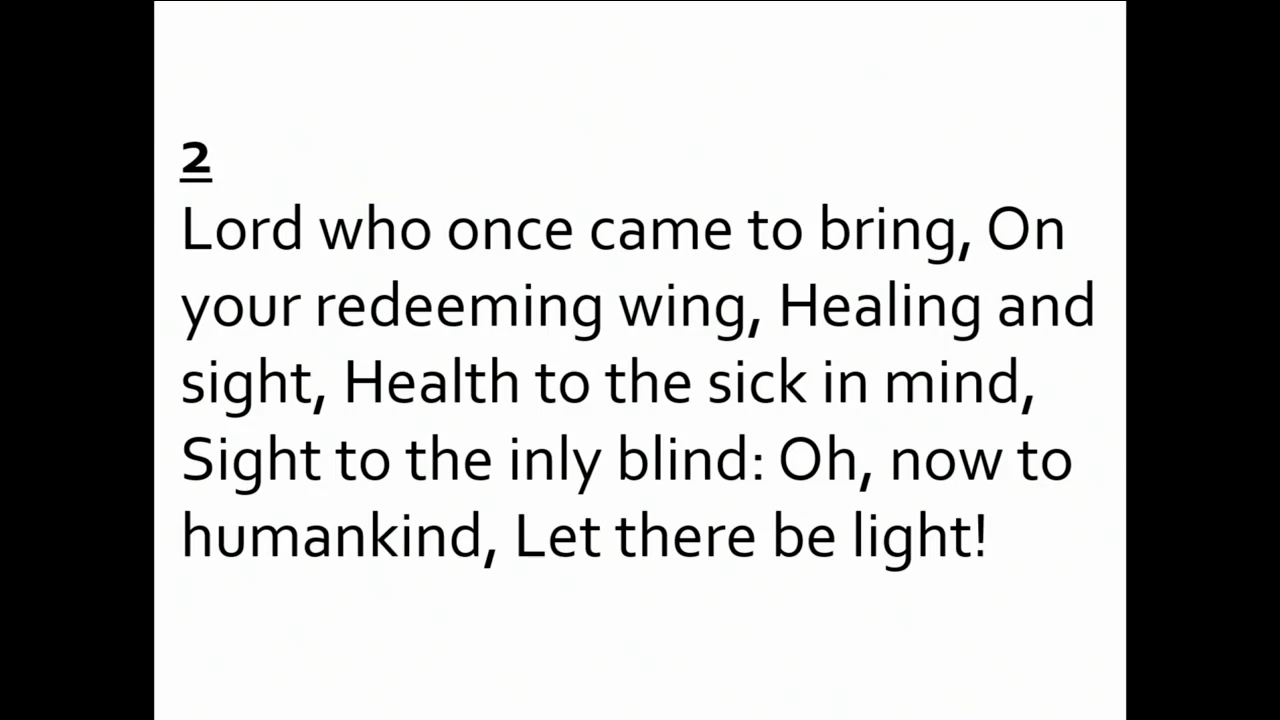 2
Lord who once came to bring, On
your redeeming wing, Healing and
sight, Health to the sick in mind,
Sight to the inly blind: Oh, now to
humankind, Let there be light!